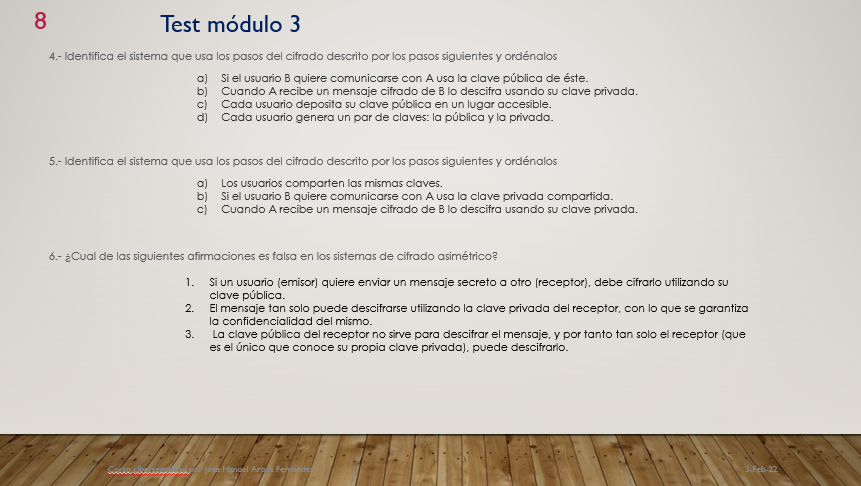 8
Test módulo 3
4.- Identifica el sistema que usa los pasos del cifrado descrito por los pasos siguientes y ordénalos
a) Si el usuario B quiere comunicarse con A usa la clave pública de éste.
b) Cuando A recibe un mensaje cifrado de B lo descifra usando su clave privada.
c) Cada usuario deposita su clave pública en un lugar accesible.
d) Cada usuario genera un par de claves: la pública y la privada.
5.- Identifica el sistema que usa los pasos del cifrado descrito por los pasos siguientes y ordénalos
a) Los usuarios comparten las mismas claves.
b) Si el usuario B quiere comunicarse con A usa la clave privada compartida.
c) Cuando A recibe un mensaje cifrado de B lo descifra usando su clave privada.
6.- ¿Cual de las siguientes afirmaciones es falsa en los sistemas de cifrado asimétrico?
1. Si un usuario (emisor) quiere enviar un mensaje secreto a otro (receptor), debe cifrarlo utilizando su
clave pública.
2. El mensaje tan solo puede descifrarse utilizando la clave privada del receptor, con lo que se garantiza
la confidencialidad del mismo.
3. La clave pública del receptor no sirve para descifrar el mensaje, y por tanto tan solo el receptor (que
es el único que conoce su propia clave privada), puede descifrarlo.
por José Manuel Fernández
3-Feb-22